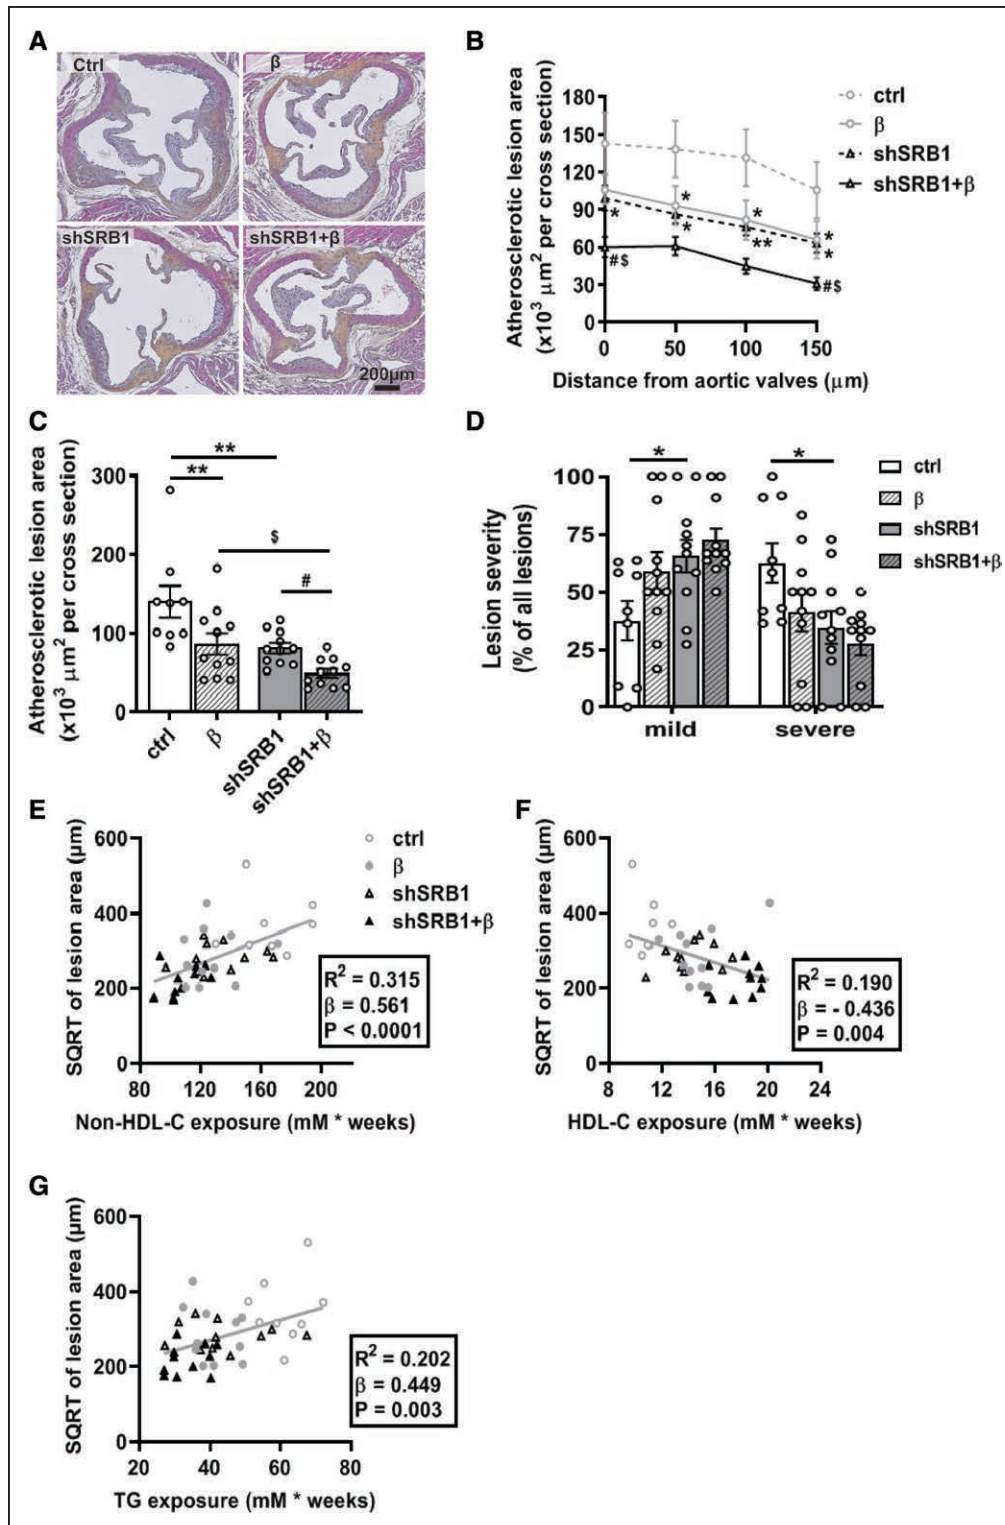 A
Ctrl
β
shSRB1
shSRB1+β
200μm
B
Atherosclerotic lesion area
(x10³ μm² per cross section)
180
150
120
90
60
30
0
*
*
*
*
**
*
*
#$
#$
0
50
100
150
Distance from aortic valves (μm)
ctrl
β
shSRB1
shSRB1+β
C
Atherosclerotic lesion area
(x10³ μm² per cross section)
300
200
100
0
**
**
$
#
ctrl
β
shSRB1
shSRB1+β
D
Lesion severity
(% of all lesions)
100
75
50
25
0
*
*
mild
severe
ctrl
β
shSRB1
shSRB1+β
E
SQRT of lesion area (μm)
600
400
200
0
80
120
160
200
Non-HDL-C exposure (mM * weeks)
ctrl
β
shSRB1
shSRB1+β
R² = 0.315
β = 0.561
P < 0.0001
F
SQRT of lesion area (μm)
600
400
200
0
8
12
16
20
24
HDL-C exposure (mM * weeks)
R² = 0.190
β = - 0.436
P = 0.004
G
SQRT of lesion area (μm)
600
400
200
0
20
40
60
80
TG exposure (mM * weeks)
R² = 0.202
β = 0.449
P = 0.003